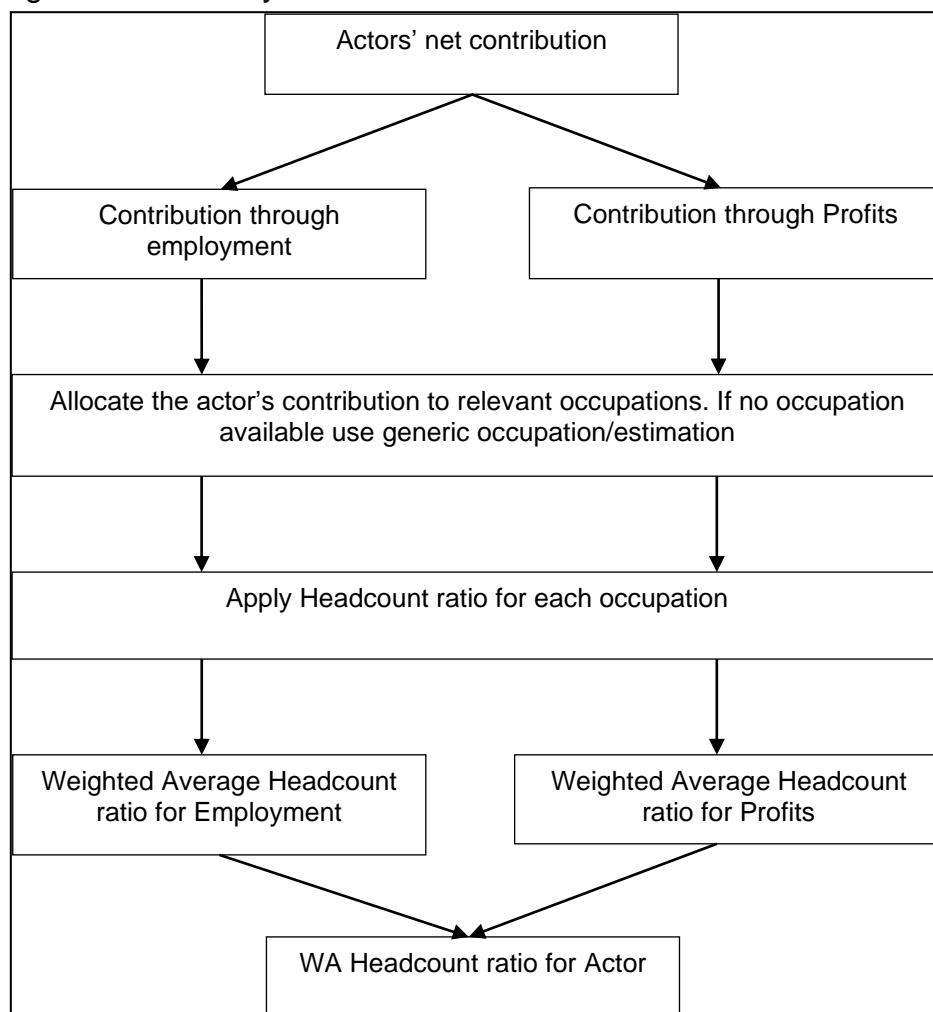 Actors’ net contribution
Contribution through
employment
Contribution through Profits
Allocate the actor’s contribution to relevant occupations. If no occupation
available use generic occupation/estimation
Apply Headcount ratio for each occupation
Weighted Average Headcount
ratio for Employment
Weighted Average Headcount
ratio for Profits
WA Headcount ratio for Actor